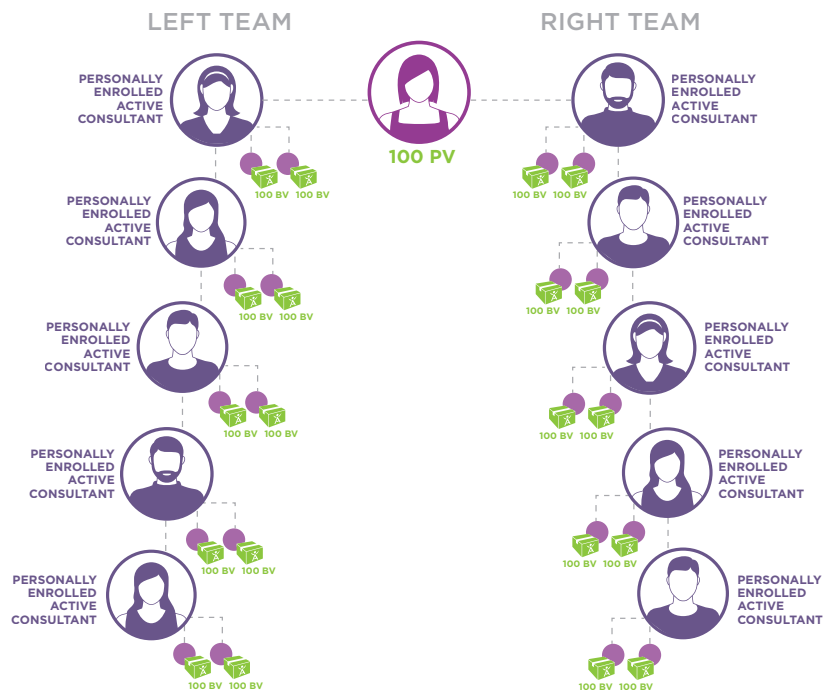 LEFT TEAM
RIGHT TEAM
PERSONALLY
ENROLLED
ACTIVE
CONSULTANT
100 PV
PERSONALLY
ENROLLED
ACTIVE
CONSULTANT
100 BV 100 BV
100 BV 100 BV
PERSONALLY
ENROLLED
ACTIVE
CONSULTANT
PERSONALLY
ENROLLED
ACTIVE
CONSULTANT
100 BV 100 BV
100 BV 100 BV
PERSONALLY
ENROLLED
ACTIVE
CONSULTANT
PERSONALLY
ENROLLED
ACTIVE
CONSULTANT
100 BV 100 BV
100 BV 100 BV
PERSONALLY
ENROLLED
ACTIVE
CONSULTANT
PERSONALLY
ENROLLED
ACTIVE
CONSULTANT
100 BV 100 BV
100 BV 100 BV
PERSONALLY
ENROLLED
ACTIVE
CONSULTANT
PERSONALLY
ENROLLED
ACTIVE
CONSULTANT
100 BV 100 BV
100 BV 100 BV